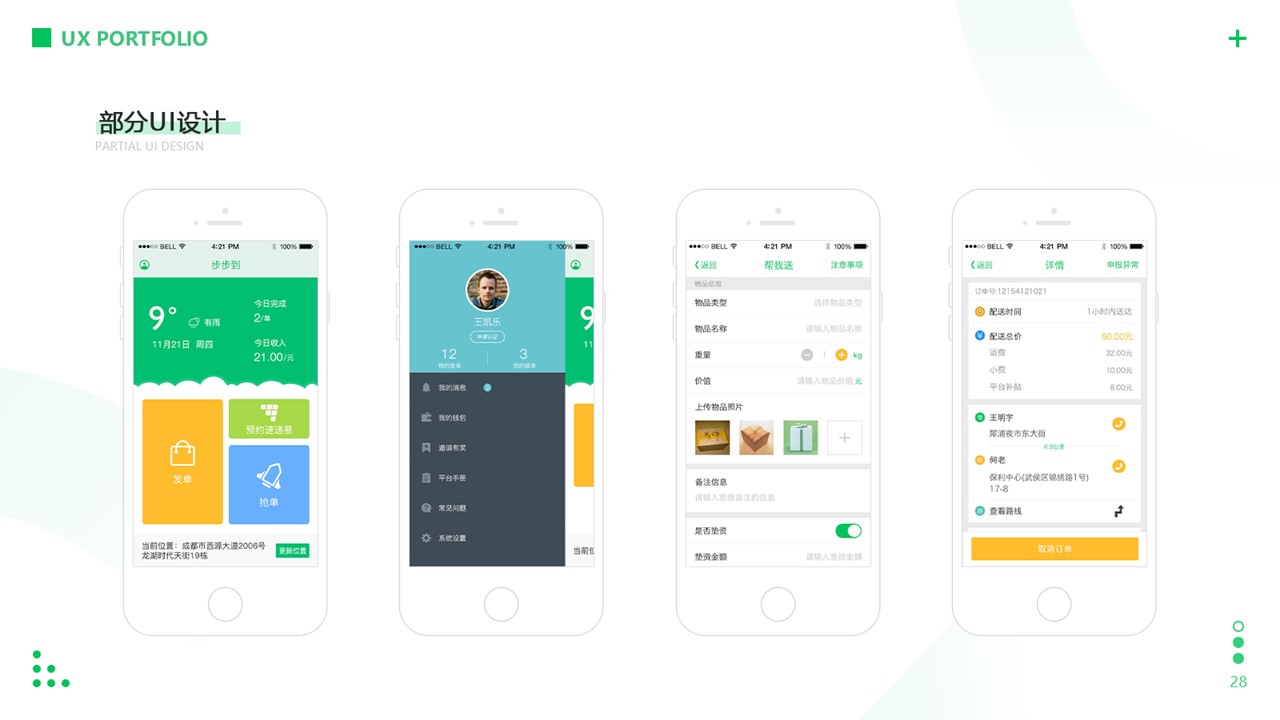 UX PORTFOLIO
部分UI设计
PARTIAL UI DESIGN
BELL 4:21 PM 100%
步步到
9°
有雨
11月21日 周四
今日完成
2/单
今日收入
21.00/元
发单
预约速递易
抢单
当前位置：成都市西源大道2006号
龙湖时代天街19栋
更新位置
BELL 4:21 PM 100%
王凯乐
申请认证
12
我的发单
3
我的接单
我的消息 2
我的钱包
邀请有奖
平台手册
常见问题
系统设置
9
11
当前位
BELL 4:21 PM 100%
返回
帮我送
注意事项
物品信息
物品类型 选择物品类型
物品名称 请输入物品名称
重量 1 kg
价值 请输入物品价值 元
上传物品照片
备注信息
请输入您想备注的信息
是否垫资
垫资金额 请输入垫资金额
BELL 4:21 PM 100%
返回
详情
申报异常
订单号:12154121021
配送时间 1小时内送达
配送总价 50.00元
运费 32.00元
小费 10.00元
平台补贴 8.00元
王明宇
犀浦夜市东大街
6.9公里
何老
保利中心(武侯区锦绣路1号)
17-8
查看路线
取消订单
28